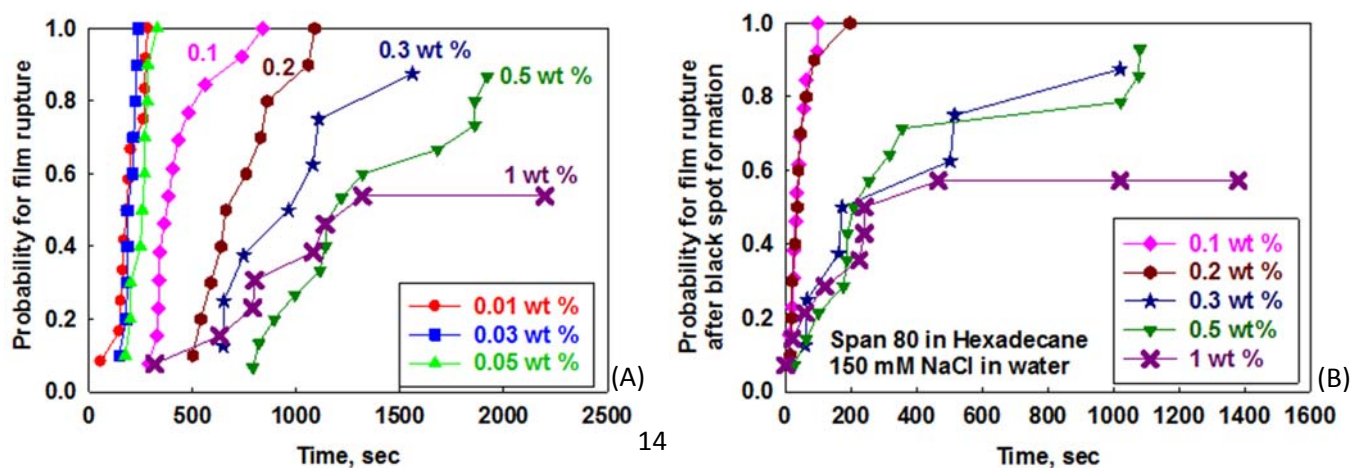 Probability for film rupture
1.0
0.8
0.6
0.4
0.2
0.0
0.1
0.2
0.3 wt %
0.5 wt %
1 wt %
0.01 wt %
0.03 wt %
0.05 wt %
0 500 1000 1500 2000 2500
Time, sec
(A)
14
Probability for film rupture
after black spot formation
1.0
0.8
0.6
0.4
0.2
0.0
Span 80 in Hexadecane
150 mM NaCl in water
0.1 wt %
0.2 wt %
0.3 wt %
0.5 wt%
1 wt %
0 200 400 600 800 1000 1200 1400 1600
Time, sec
(B)